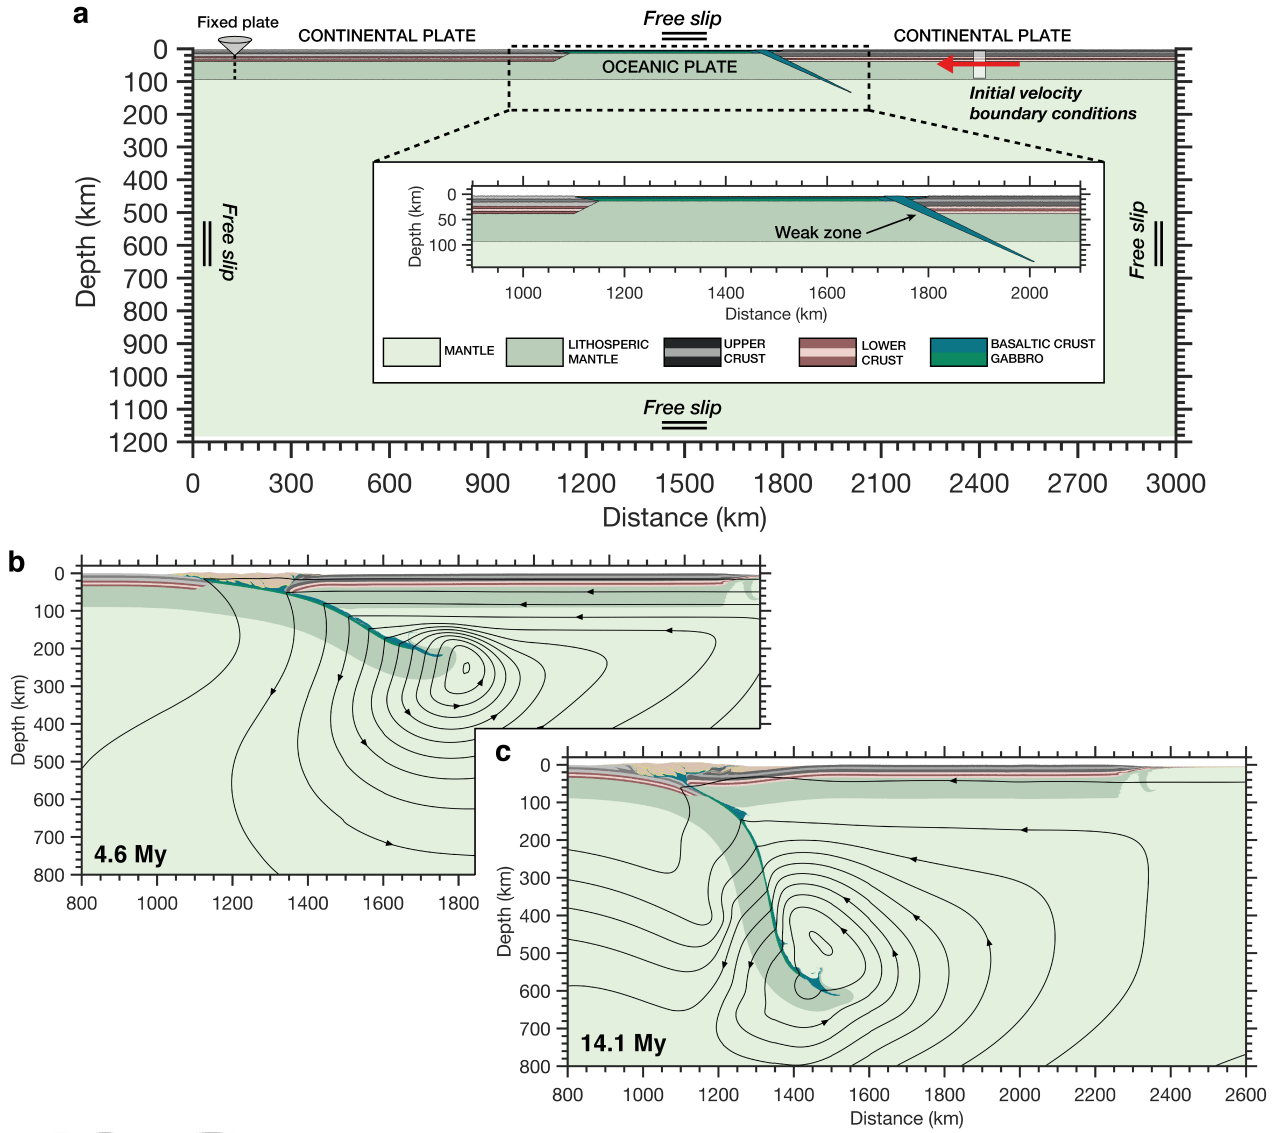 a
Fixed plate
CONTINENTAL PLATE
Free slip
CONTINENTAL PLATE
OCEANIC PLATE
Initial velocity
boundary conditions
0
100
200
300
400
500
600
700
800
900
1000
1100
1200
Depth (km)
Free slip
Free slip
0
50
100
Depth (km)
Weak zone
1000 1200 1400 1600 1800 2000
Distance (km)
MANTLE
LITHOSPERIC
MANTLE
UPPER
CRUST
LOWER
CRUST
BASALTIC CRUST
GABBRO
Free slip
0 300 600 900 1200 1500 1800 2100 2400 2700 3000
Distance (km)
b
0
100
200
300
400
500
600
700
800
Depth (km)
4.6 My
800 1000 1200 1400 1600 1800
c
0
100
200
300
400
500
600
700
800
Depth (km)
14.1 My
800 1000 1200 1400 1600 1800 2000 2200 2400 2600
Distance (km)